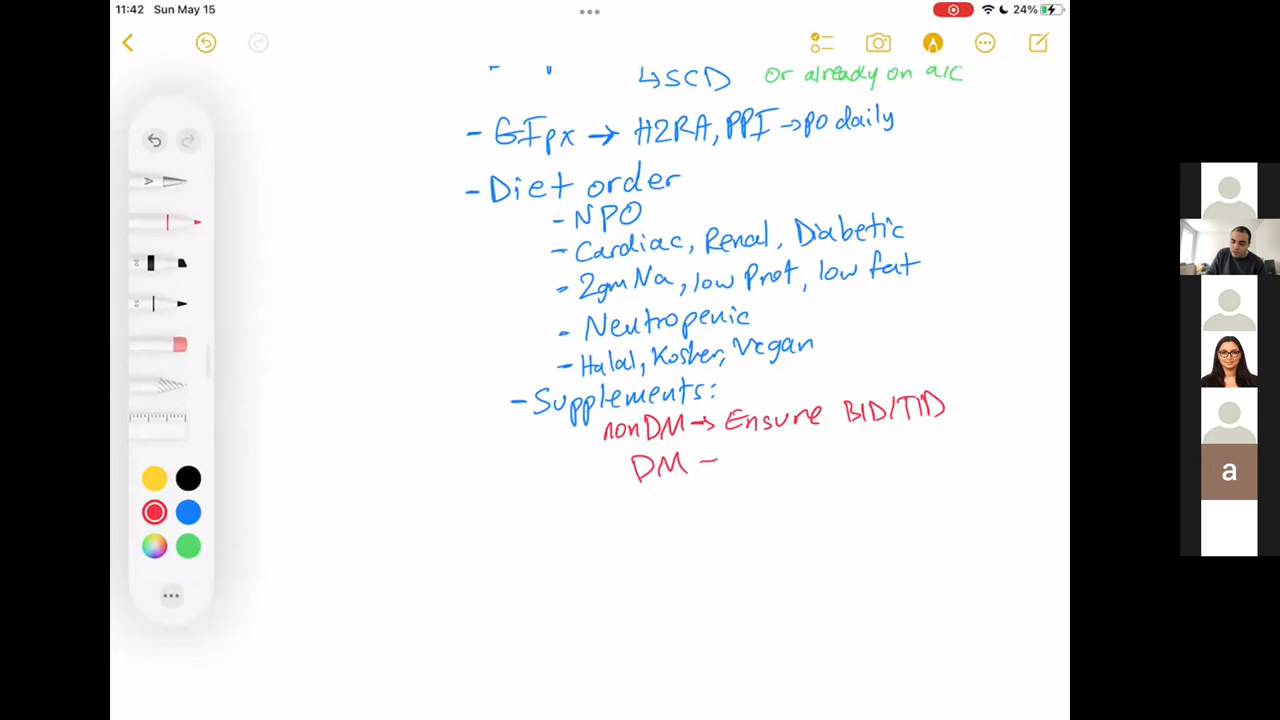 11:42 Sun May 15
24%
↳SCD Or already on a/c
- GI px → H2RA, PPI → po daily
- Diet order
- NPO
- Cardiac, Renal, Diabetic
- 2gm Na, low Prot, low fat
- Neutropenic
- Halal, Kosher, Vegan
- Supplements:
nonDM → Ensure BID/TID
DM -
a